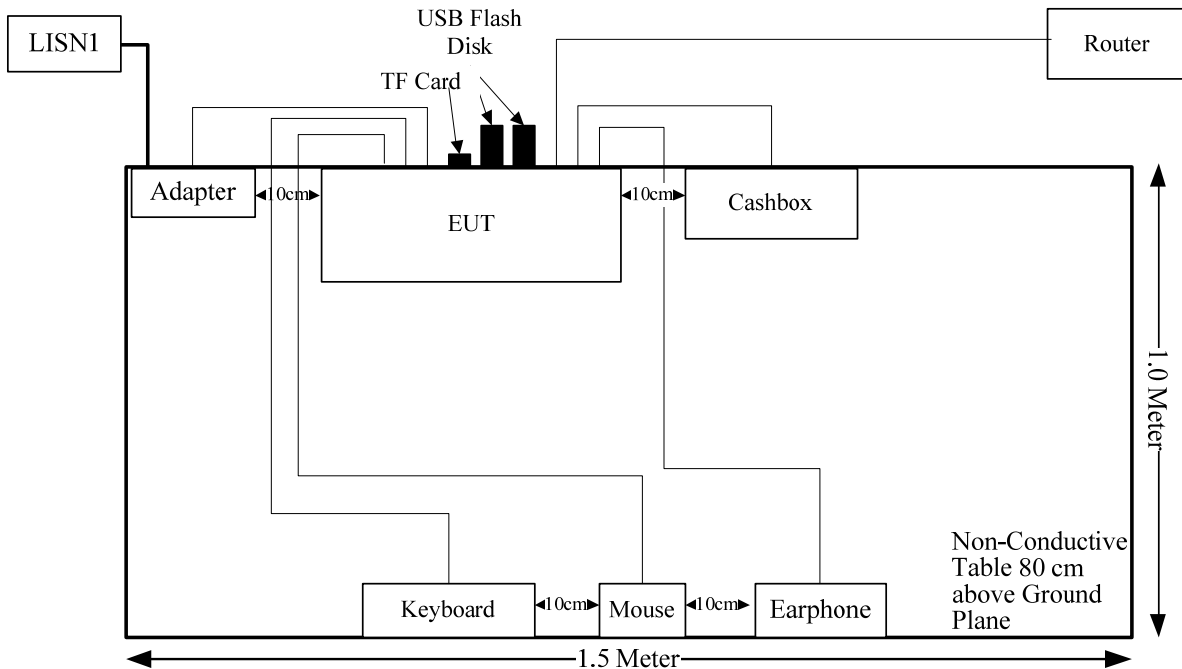 USB Flash
Disk
LISN1
Router
TF Card
Adapter
10cm
EUT
10cm
Cashbox
1.0 Meter
Non-Conductive
Table 80 cm
above Ground
Plane
Keyboard
10cm
Mouse
10cm
Earphone
1.5 Meter